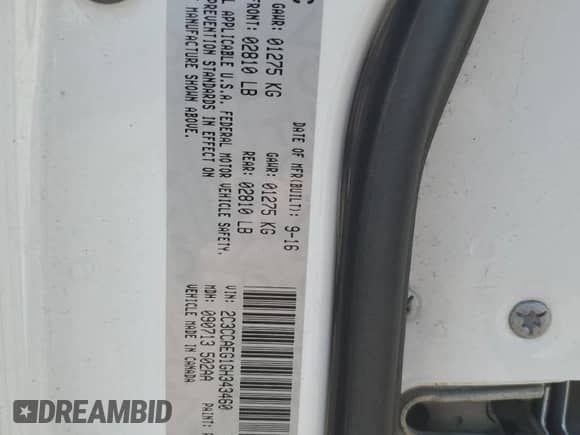 DATE OF MFR(BUILT): 9-16
GAWR: 01275 KG
FRONT: 02810 LB
GAWR: 01275 KG
REAR: 02810 LB
APPLICABLE U.S.A. FEDERAL MOTOR VEHICLE SAFETY,
PREVENTION STANDARDS IN EFFECT ON
MANUFACTURE SHOWN ABOVE.
VIN: 2C3CCAEG1GH343460
MDH: 090713 502AA
VEHICLE MADE IN CANADA
PAINT:
DREAMBID